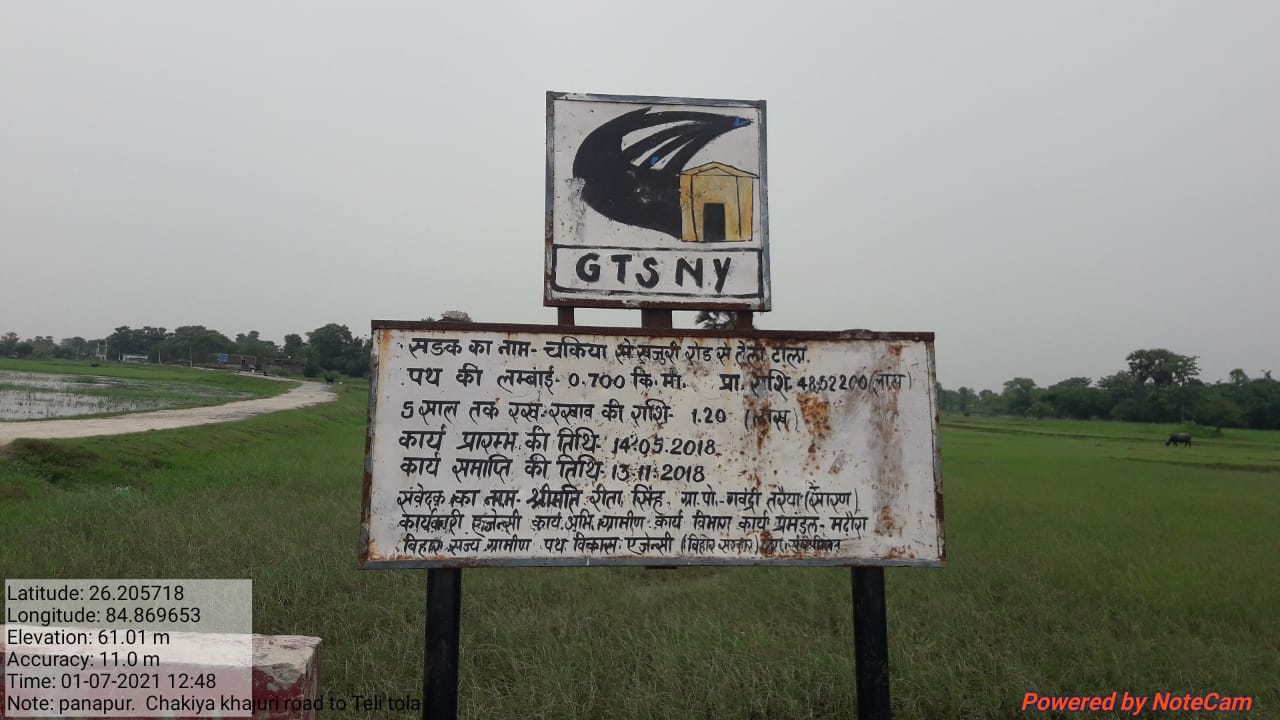 GTSNY
सड़क का नाम- चकिया से खजुरी रोड से तेली टोला.
पथ की लम्बाई- 0.700 कि.मी. प्रा. राशि- 48.52200 (लाख)
5 साल तक रख-रखाव की राशि- 1.20 (लाख)
कार्य प्रारम्भ की तिथि- 14.05.2018
कार्य समाप्ति की तिथि- 13.11.2018
संवेदक का नाम- श्रीमति रीता सिंह, ग्रा.पो.- गवंद्री तरैया (सारण)
कार्यकारी एजेन्सी कार्य. अभि. ग्रामीण कार्य विभाग कार्य प्रमंडल- मढौरा
बिहार राज्य ग्रामीण पथ विकास एजेन्सी (बिहार सरकार) द्वारा
Latitude: 26.205718
Longitude: 84.869653
Elevation: 61.01 m
Accuracy: 11.0 m
Time: 01-07-2021 12:48
Note: panapur. Chakiya khajuri road to Teli tola
Powered by NoteCam